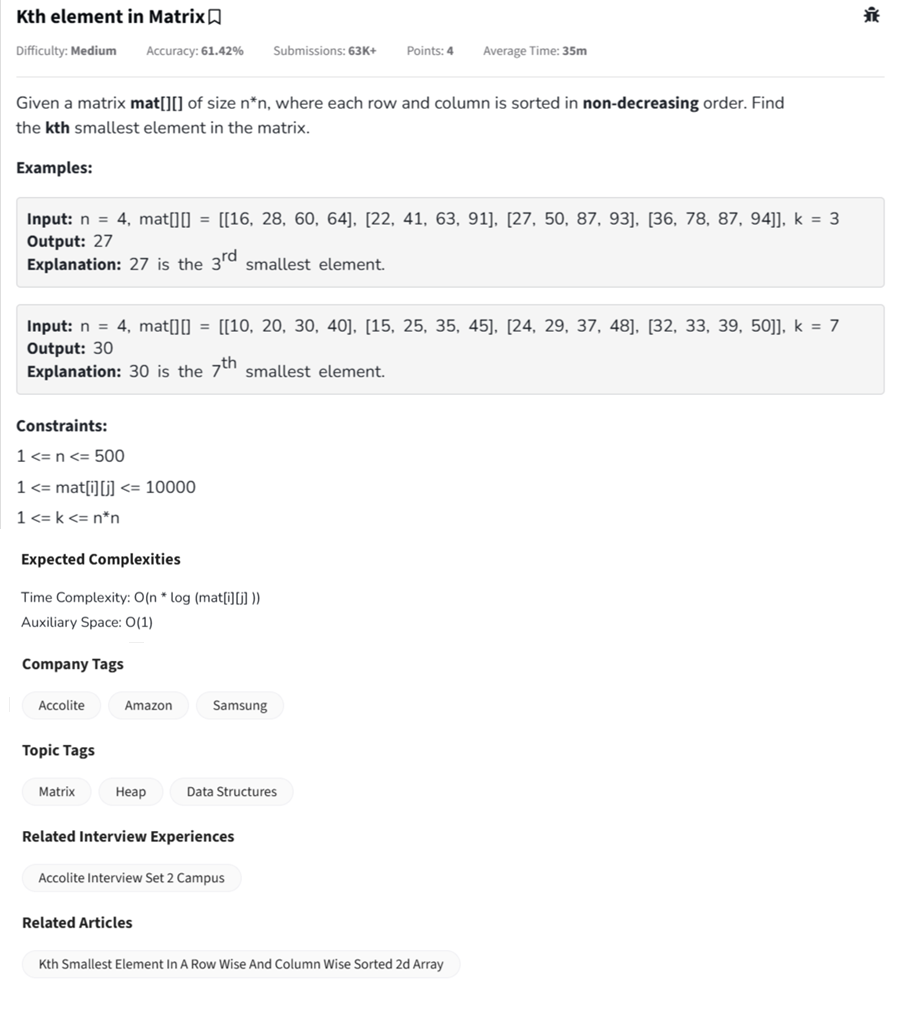 Kth element in Matrix
Difficulty: Medium Accuracy: 61.42% Submissions: 63K+ Points: 4 Average Time: 35m
Given a matrix mat[][] of size n*n, where each row and column is sorted in non-decreasing order. Find
the kth smallest element in the matrix.
Examples:
Input: n = 4, mat[][] = [[16, 28, 60, 64], [22, 41, 63, 91], [27, 50, 87, 93], [36, 78, 87, 94]], k = 3
Output: 27
Explanation: 27 is the 3rd smallest element.
Input: n = 4, mat[][] = [[10, 20, 30, 40], [15, 25, 35, 45], [24, 29, 37, 48], [32, 33, 39, 50]], k = 7
Output: 30
Explanation: 30 is the 7th smallest element.
Constraints:
1 <= n <= 500
1 <= mat[i][j] <= 10000
1 <= k <= n*n
Expected Complexities
Time Complexity: O(n * log (mat[i][j] ))
Auxiliary Space: O(1)
Company Tags
Accolite Amazon Samsung
Topic Tags
Matrix Heap Data Structures
Related Interview Experiences
Accolite Interview Set 2 Campus
Related Articles
Kth Smallest Element In A Row Wise And Column Wise Sorted 2d Array